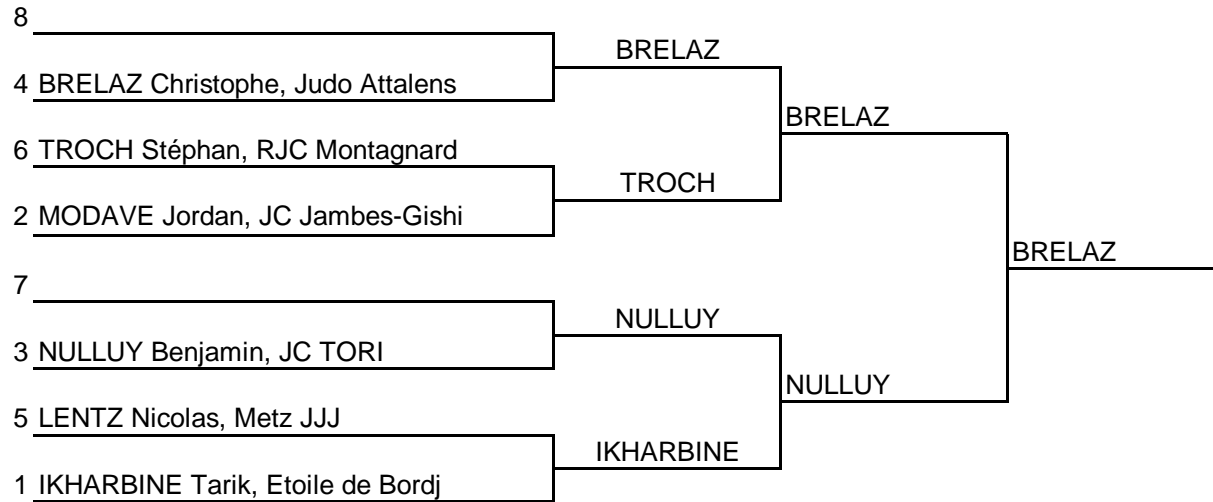 8
BRELAZ
4 BRELAZ Christophe, Judo Attalens
BRELAZ
6 TROCH Stéphan, RJC Montagnard
TROCH
2 MODAVE Jordan, JC Jambes-Gishi
BRELAZ
7
NULLUY
3 NULLUY Benjamin, JC TORI
NULLUY
5 LENTZ Nicolas, Metz JJJ
IKHARBINE
1 IKHARBINE Tarik, Etoile de Bordj